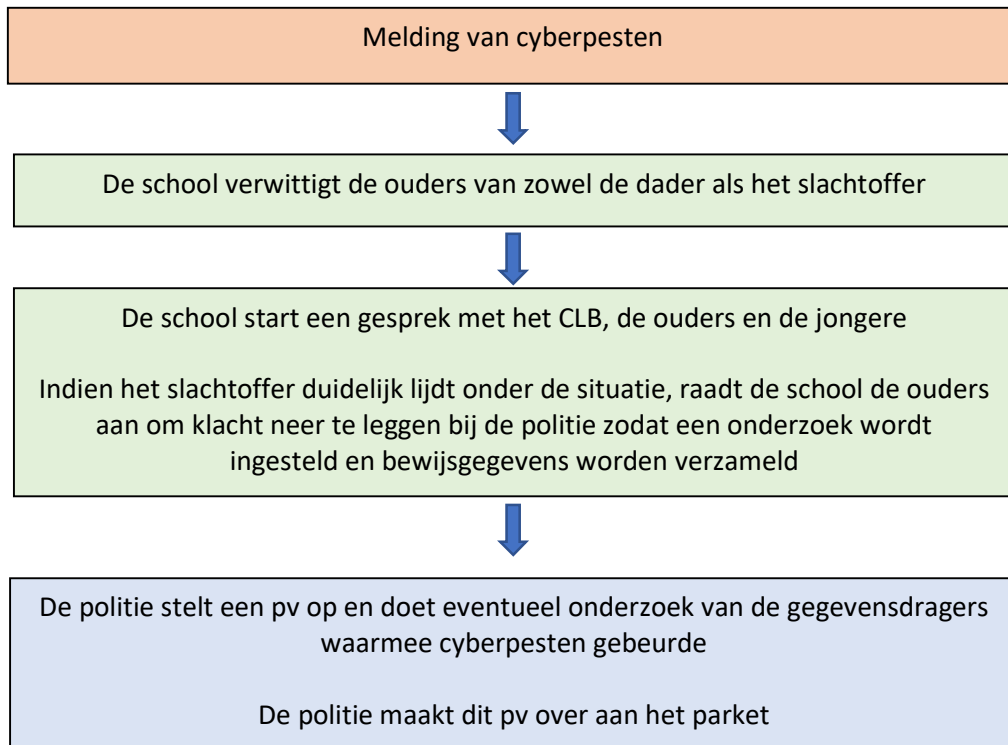 Melding van cyberpesten
De school verwittigt de ouders van zowel de dader als het slachtoffer
De school start een gesprek met het CLB, de ouders en de jongere
Indien het slachtoffer duidelijk lijdt onder de situatie, raadt de school de ouders
aan om klacht neer te leggen bij de politie zodat een onderzoek wordt
ingesteld en bewijsgegevens worden verzameld
De politie stelt een pv op en doet eventueel onderzoek van de gegevensdragers
waarmee cyberpesten gebeurde
De politie maakt dit pv over aan het parket